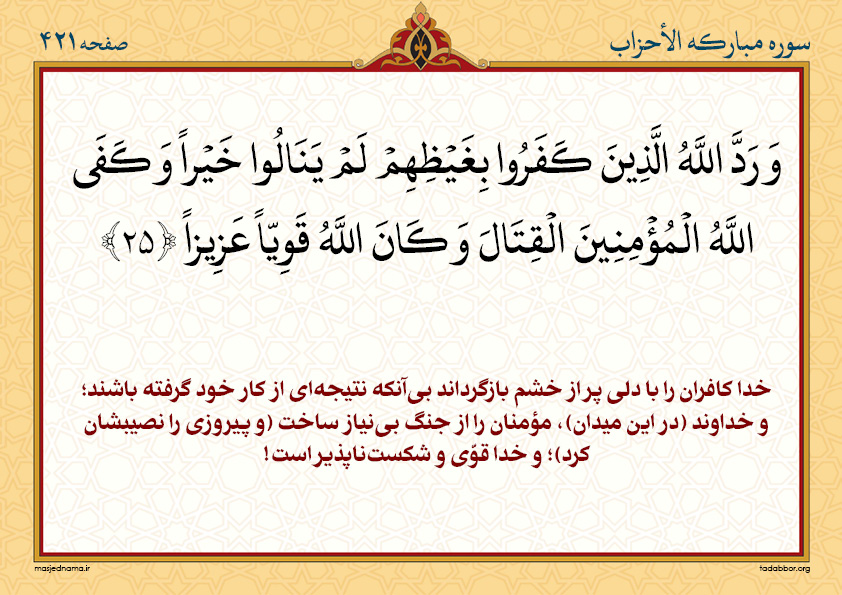 سوره مبارکه الأحزاب
صفحه ۴۲۱
وَ رَدَّ اللَّهُ الَّذِينَ كَفَرُوا بِغَيْظِهِمْ لَمْ يَنَالُوا خَيْراً وَ كَفَى
اللَّهُ الْمُؤْمِنِينَ الْقِتَالَ وَ كَانَ اللَّهُ قَوِيّاً عَزِيزاً ﴿۲۵﴾
خدا کافران را با دلی پر از خشم بازگرداند بی‌آنکه نتیجه‌ای از کار خود گرفته باشند؛
و خداوند (در این میدان)، مؤمنان را از جنگ بی‌نیاز ساخت (و پیروزی را نصیبشان
کرد)؛ و خدا قوّی و شکست‌ناپذیر است!
masjednama.ir
tadabbor.org